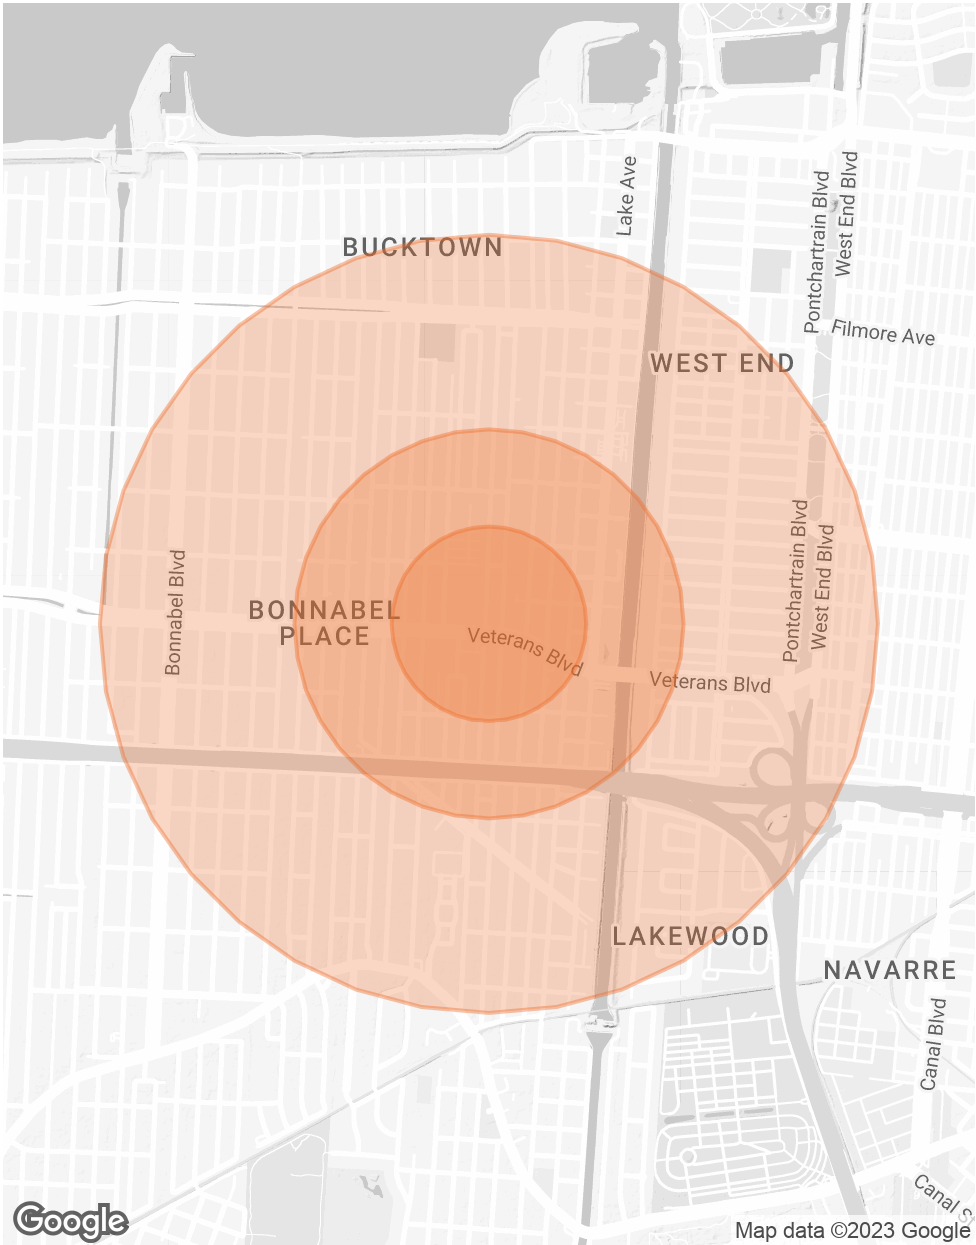 Lake Ave
Pontchartrain Blvd
West End Blvd
BUCKTOWN
Filmore Ave
WEST END
Bonnabel Blvd
BONNABEL
PLACE
Veterans Blvd
Pontchartrain Blvd
West End Blvd
Veterans Blvd
LAKEWOOD
NAVARRE
Canal Blvd
Canal S
Google
Map data ©2023 Google